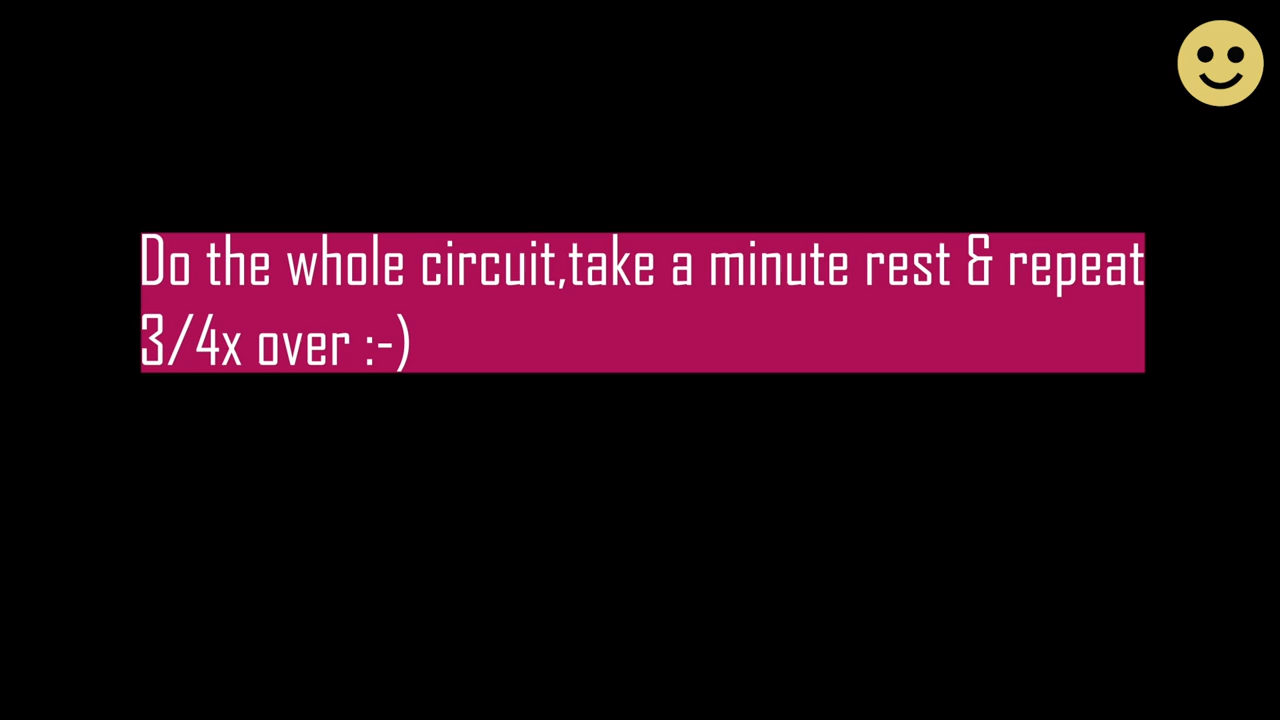 Do the whole circuit,take a minute rest & repeat
3/4x over :-)